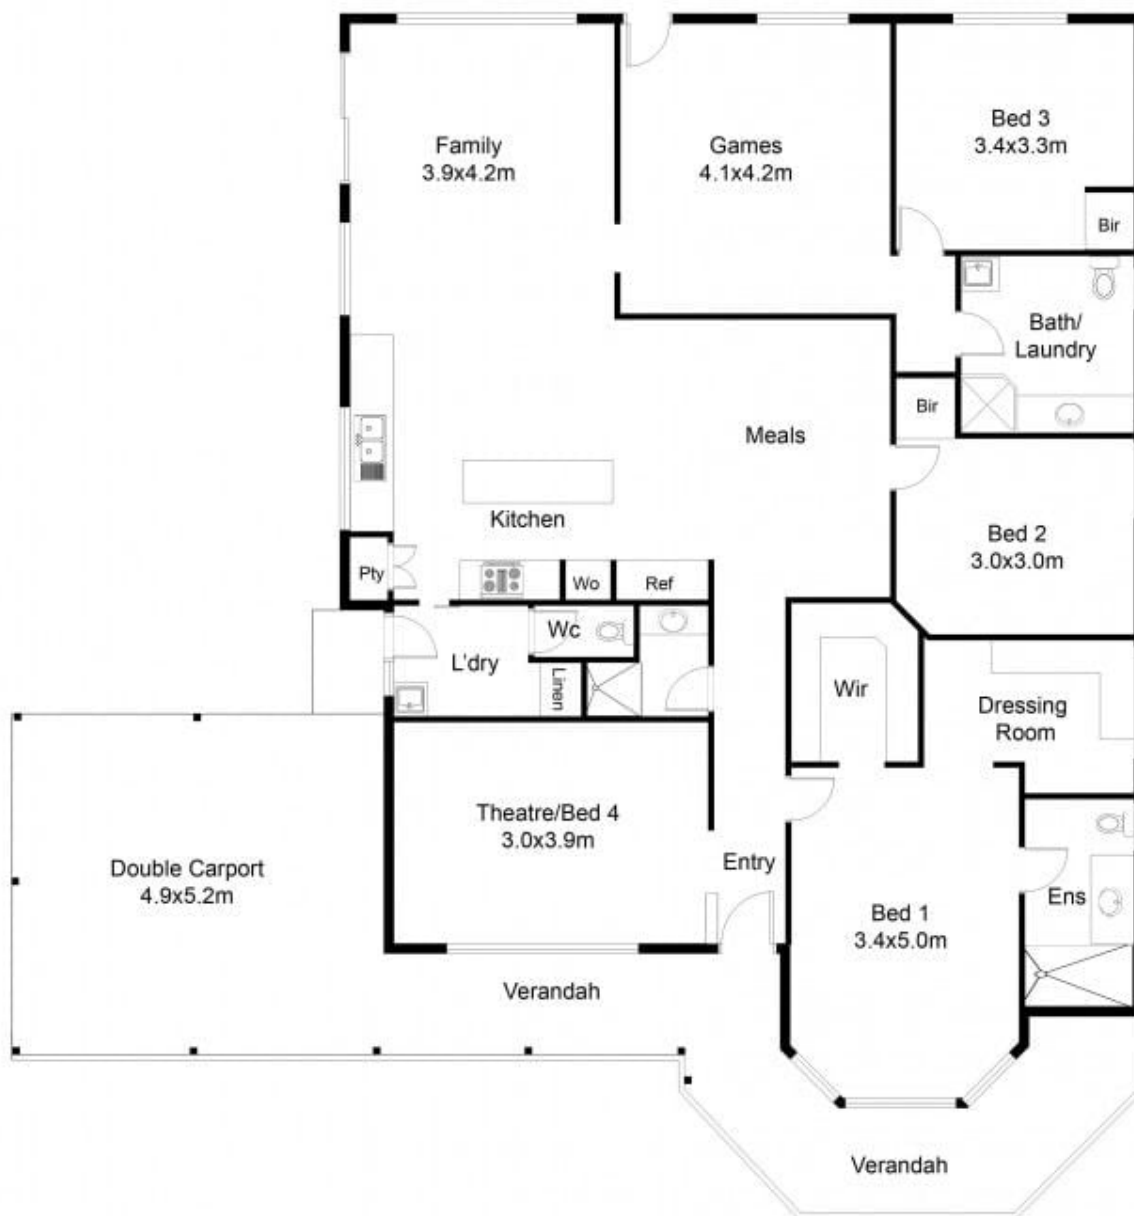 Family
3.9x4.2m
Games
4.1x4.2m
Bed 3
3.4x3.3m
Bir
Bath/
Laundry
Bir
Meals
Kitchen
Bed 2
3.0x3.0m
Pty
Wo
Ref
Wc
L'dry
Linen
Wir
Dressing
Room
Theatre/Bed 4
3.0x3.9m
Entry
Double Carport
4.9x5.2m
Bed 1
3.4x5.0m
Ens
Verandah
Verandah